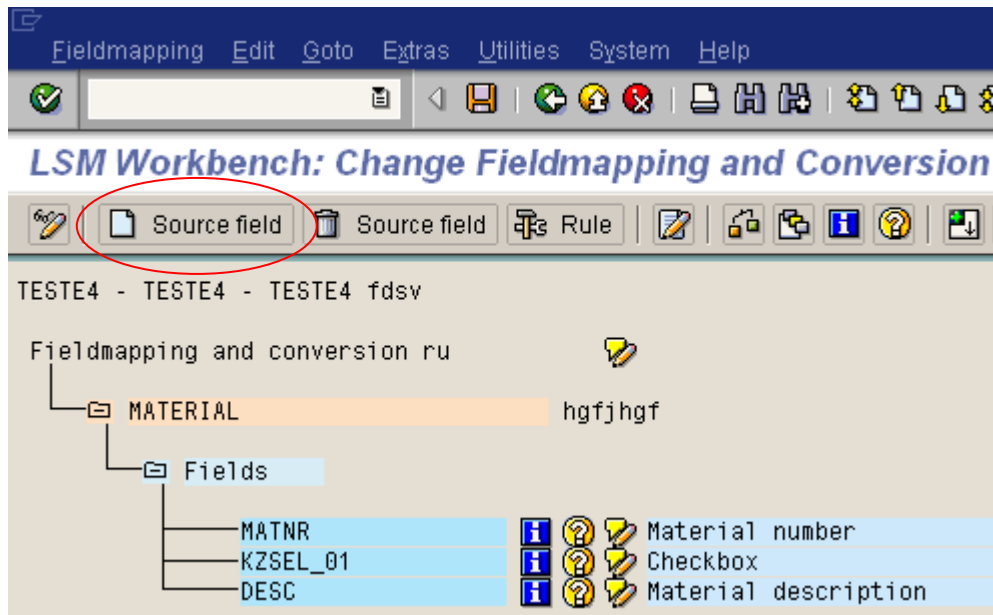 Fieldmapping Edit Goto Extras Utilities System Help
LSM Workbench: Change Fieldmapping and Conversion
Source field Source field Rule
TESTE4 - TESTE4 - TESTE4 fdsv
Fieldmapping and conversion ru
MATERIAL hgfjhgf
Fields
MATNR Material number
KZSEL_01 Checkbox
DESC Material description